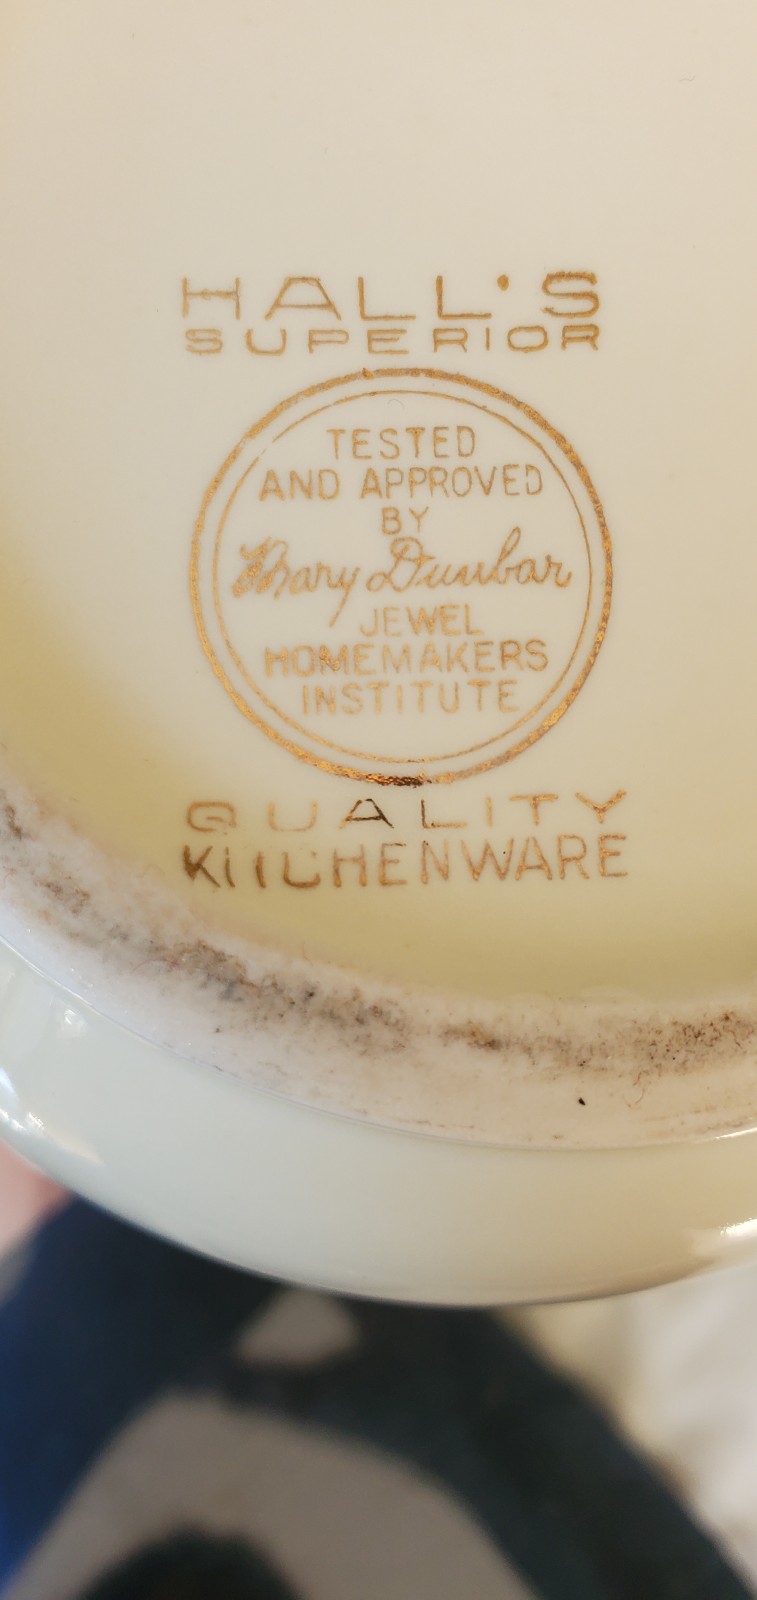 HALL'S
SUPERIOR
TESTED
AND APPROVED
BY
Mary Dunbar
JEWEL
HOMEMAKERS
INSTITUTE
QUALITY
KITCHENWARE